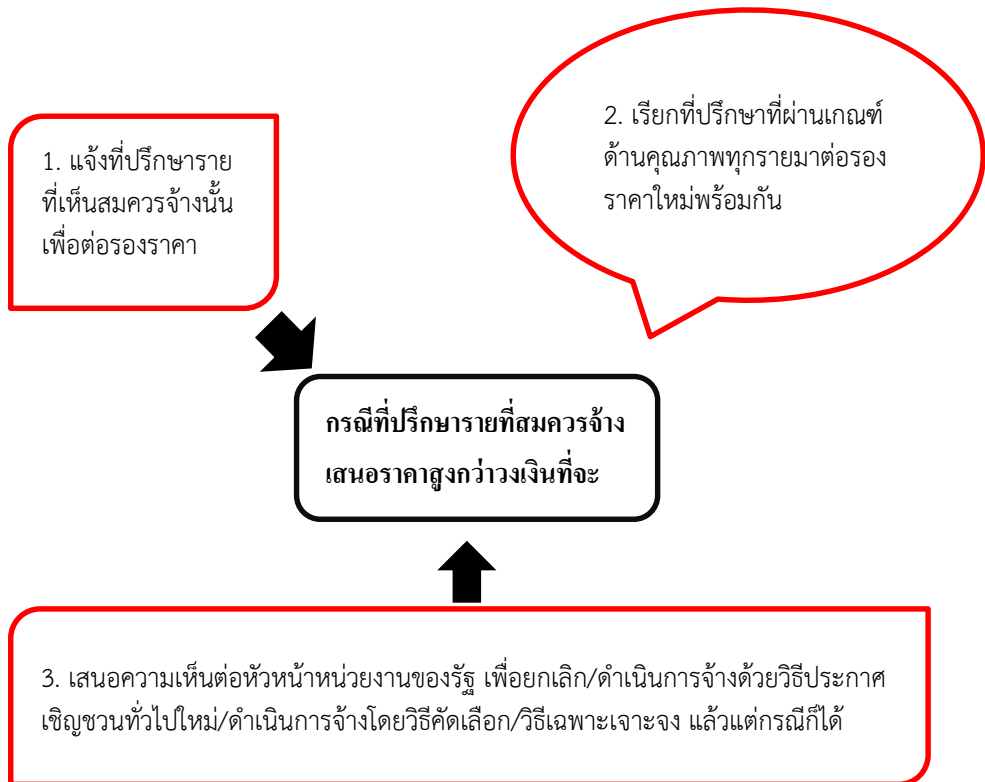 1. แจ้งที่ปรึกษาราย
ที่เห็นสมควรจ้างนั้น
เพื่อต่อรองราคา
2. เรียกที่ปรึกษาที่ผ่านเกณฑ์
ด้านคุณภาพทุกรายมาต่อรอง
ราคาใหม่พร้อมกัน
กรณีที่ปรึกษารายที่สมควรจ้าง
เสนอราคาสูงกว่าวงเงินที่จะ
3. เสนอความเห็นต่อหัวหน้าหน่วยงานของรัฐ เพื่อยกเลิก/ดำเนินการจ้างด้วยวิธีประกาศ
เชิญชวนทั่วไปใหม่/ดำเนินการจ้างโดยวิธีคัดเลือก/วิธีเฉพาะเจาะจง แล้วแต่กรณีก็ได้